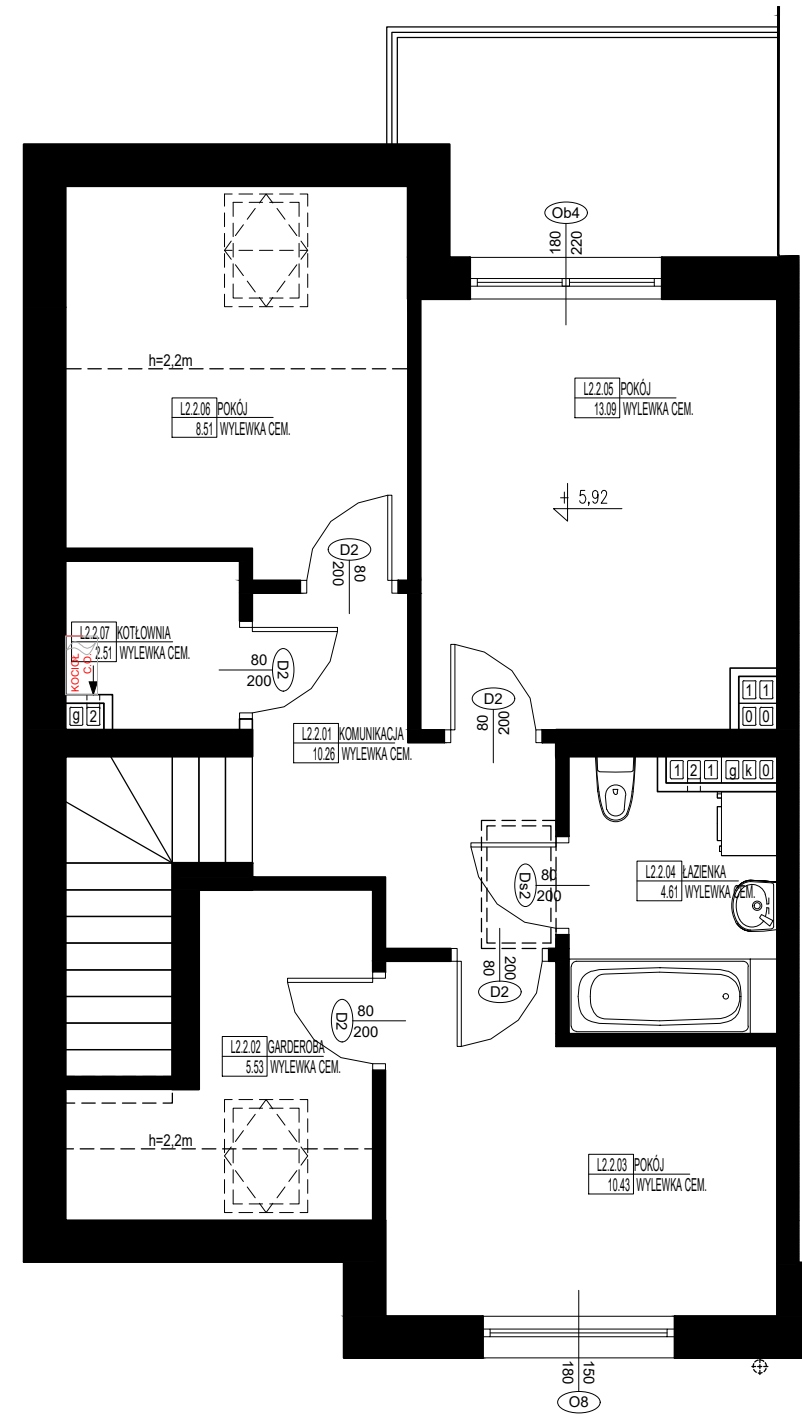 Ob4
180
220
h=2,2m
L2.2.06 POKÓJ
8.51 WYLEWKA CEM.
L2.2.05 POKÓJ
13.09 WYLEWKA CEM.
5,92
D2
80
200
L2.2.07 KOTŁOWNIA
2.51 WYLEWKA CEM.
KOCIOŁ
C.O.
g 2
80
200
D2
D2
80
200
1 1
0 0
L2.2.01 KOMUNIKACJA
10.26 WYLEWKA CEM.
1 2 1 g k 0
Ds2
80
200
L2.2.04 ŁAZIENKA
4.61 WYLEWKA CEM.
80
200
D2
D2
80
200
L2.2.02 GARDEROBA
5.53 WYLEWKA CEM.
h=2,2m
L2.2.03 POKÓJ
10.43 WYLEWKA CEM.
180
150
O8